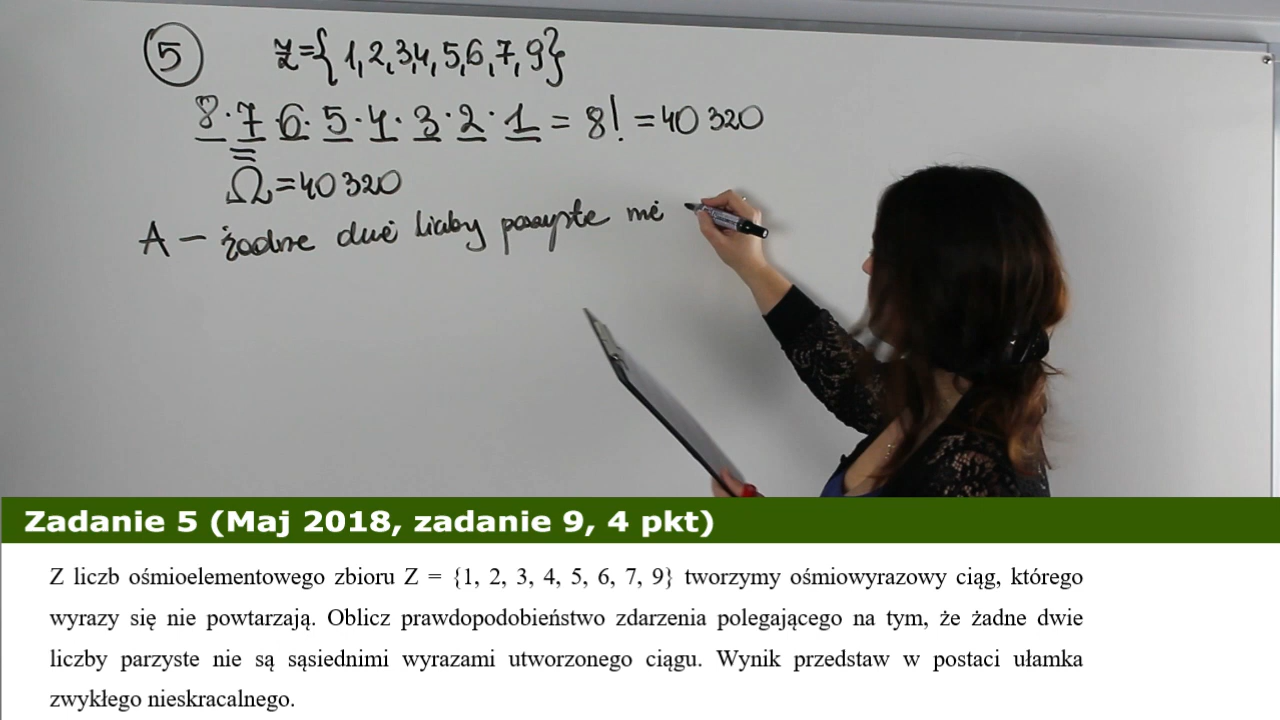 5 Z={1,2,3,4,5,6,7,9}
8·7·6·5·4·3·2·1=8!=40 320
Ω=40 320
A – żadne dwie liczby parzyste nie
Zadanie 5 (Maj 2018, zadanie 9, 4 pkt)
Z liczb ośmioelementowego zbioru Z = {1, 2, 3, 4, 5, 6, 7, 9} tworzymy ośmiowyrazowy ciąg, którego
wyrazy się nie powtarzają. Oblicz prawdopodobieństwo zdarzenia polegającego na tym, że żadne dwie
liczby parzyste nie są sąsiednimi wyrazami utworzonego ciągu. Wynik przedstaw w postaci ułamka
zwykłego nieskracalnego.